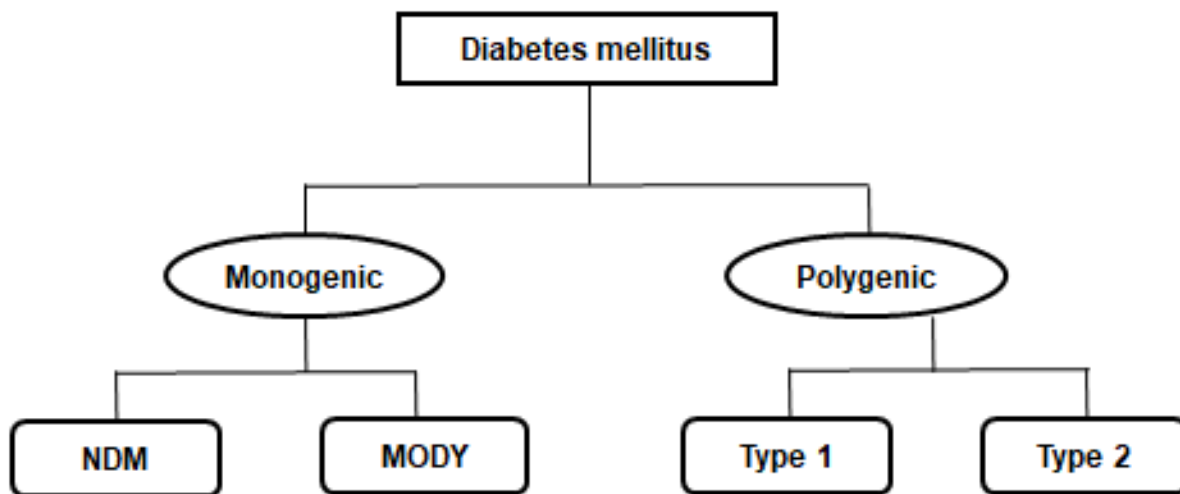 Diabetes mellitus
Monogenic
Polygenic
NDM
MODY
Type 1
Type 2